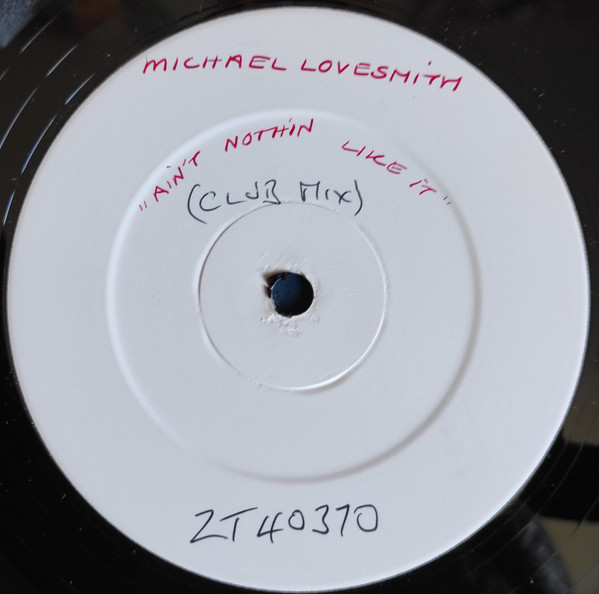 MICHAEL LOVESMITH
"AIN'T NOTHIN LIKE IT"
(CLUB MIX)
ZT40370